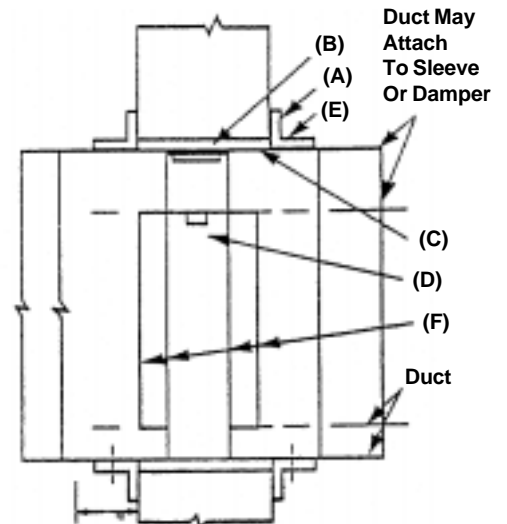 Duct May
Attach
To Sleeve
Or Damper
(B)
(A)
(E)
(C)
(D)
(F)
Duct